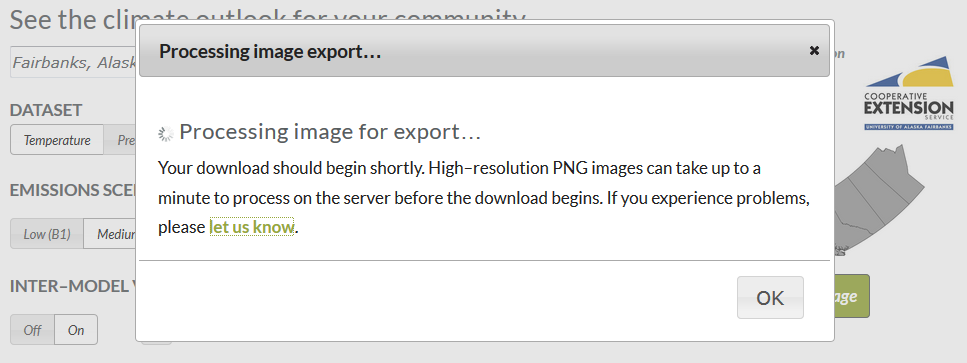 See the climate outlook for your community
Processing image export...
Fairbanks, Alask
COOPERATIVE
EXTENSION
SERVICE
UNIVERSITY OF ALASKA FAIRBANKS
DATASET
Temperature Pre
Processing image for export...
Your download should begin shortly. High-resolution PNG images can take up to a
minute to process on the server before the download begins. If you experience problems,
please let us know.
EMISSIONS SCEN
Low (B1) Medium
INTER-MODEL V
OK
Off On